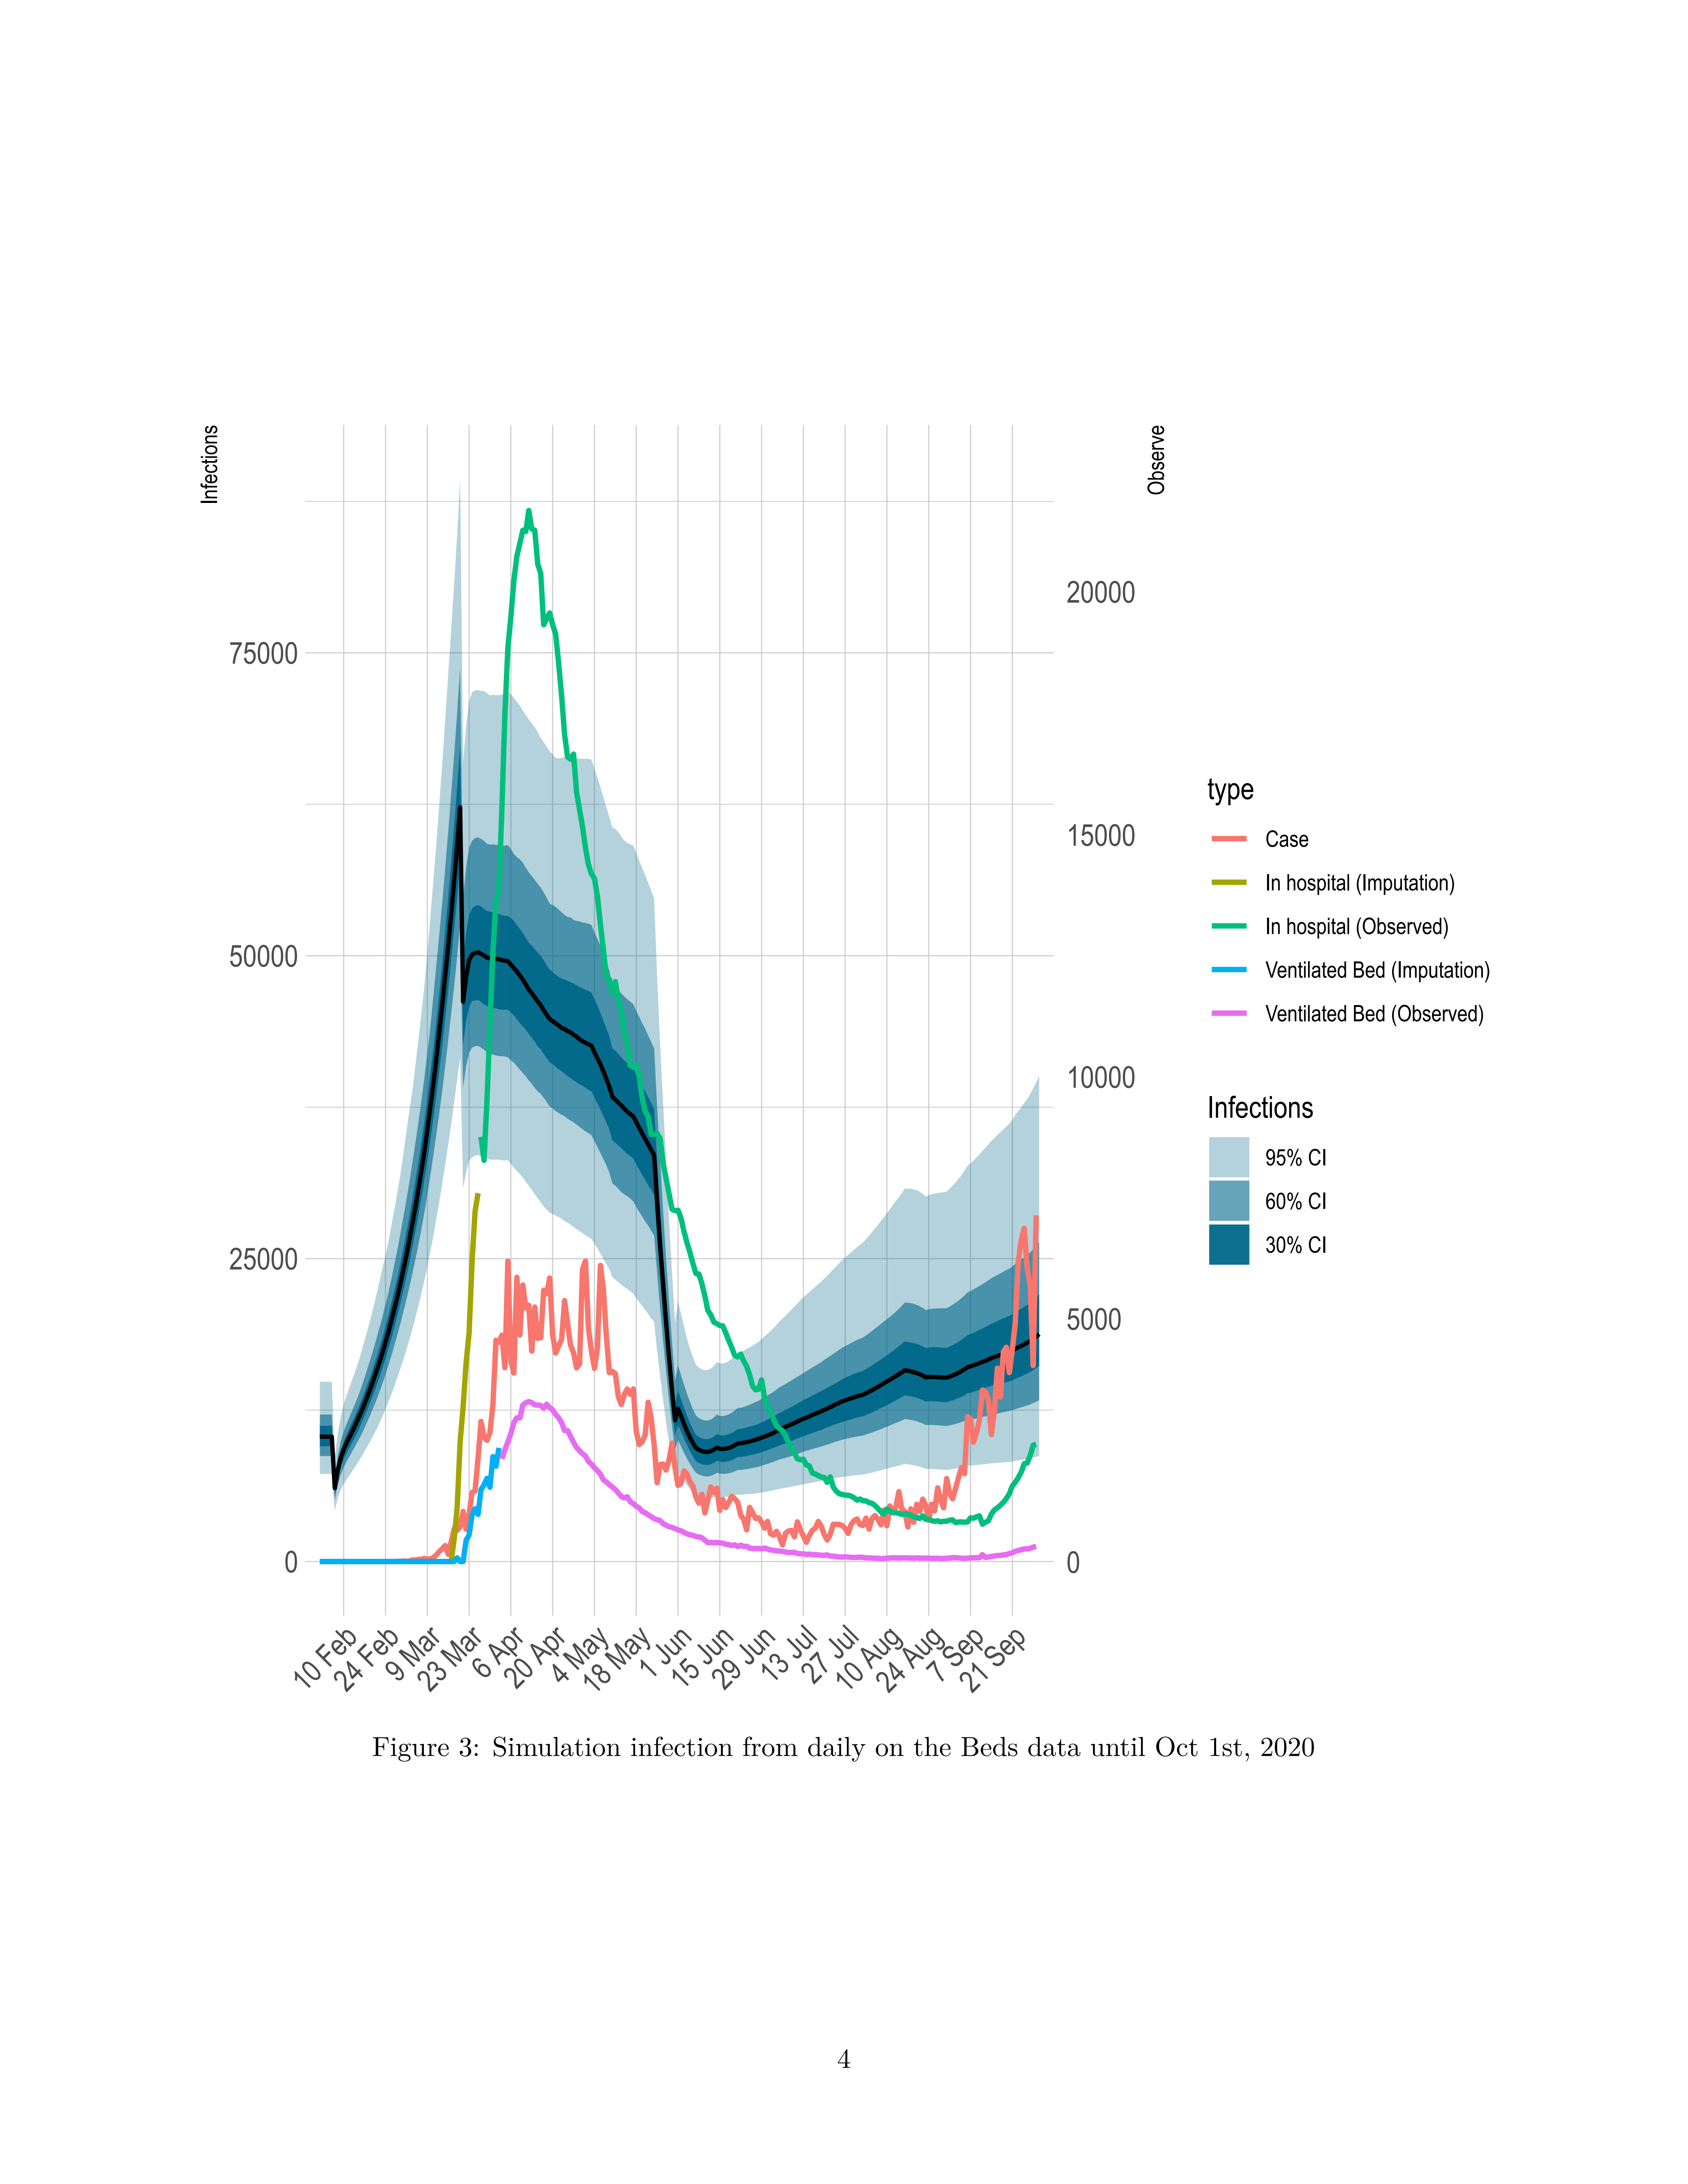 Infections
Observe
75000
50000
25000
0
20000
15000
10000
5000
0
10 Feb
24 Feb
9 Mar
23 Mar
6 Apr
20 Apr
4 May
18 May
1 Jun
15 Jun
29 Jun
13 Jul
27 Jul
10 Aug
24 Aug
7 Sep
21 Sep
type
Case
In hospital (Imputation)
In hospital (Observed)
Ventilated Bed (Imputation)
Ventilated Bed (Observed)
Infections
95% CI
60% CI
30% CI
Figure 3: Simulation infection from daily on the Beds data until Oct 1st, 2020
4